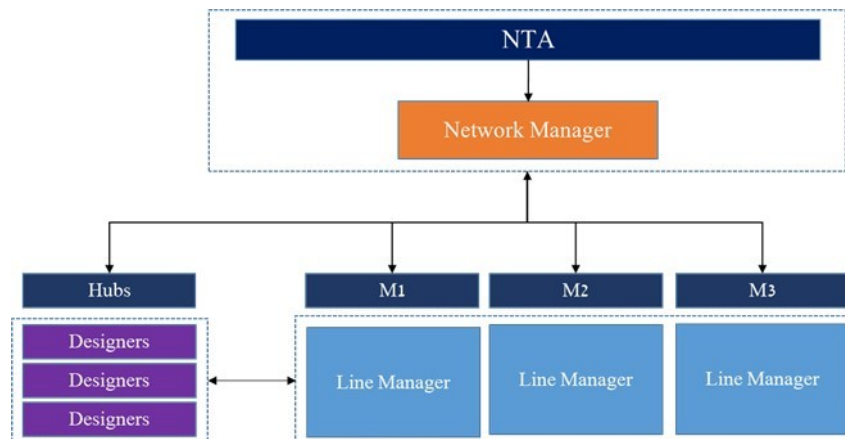 NTA
Network Manager
Hubs
M1
M2
M3
Designers
Designers
Designers
Line Manager
Line Manager
Line Manager